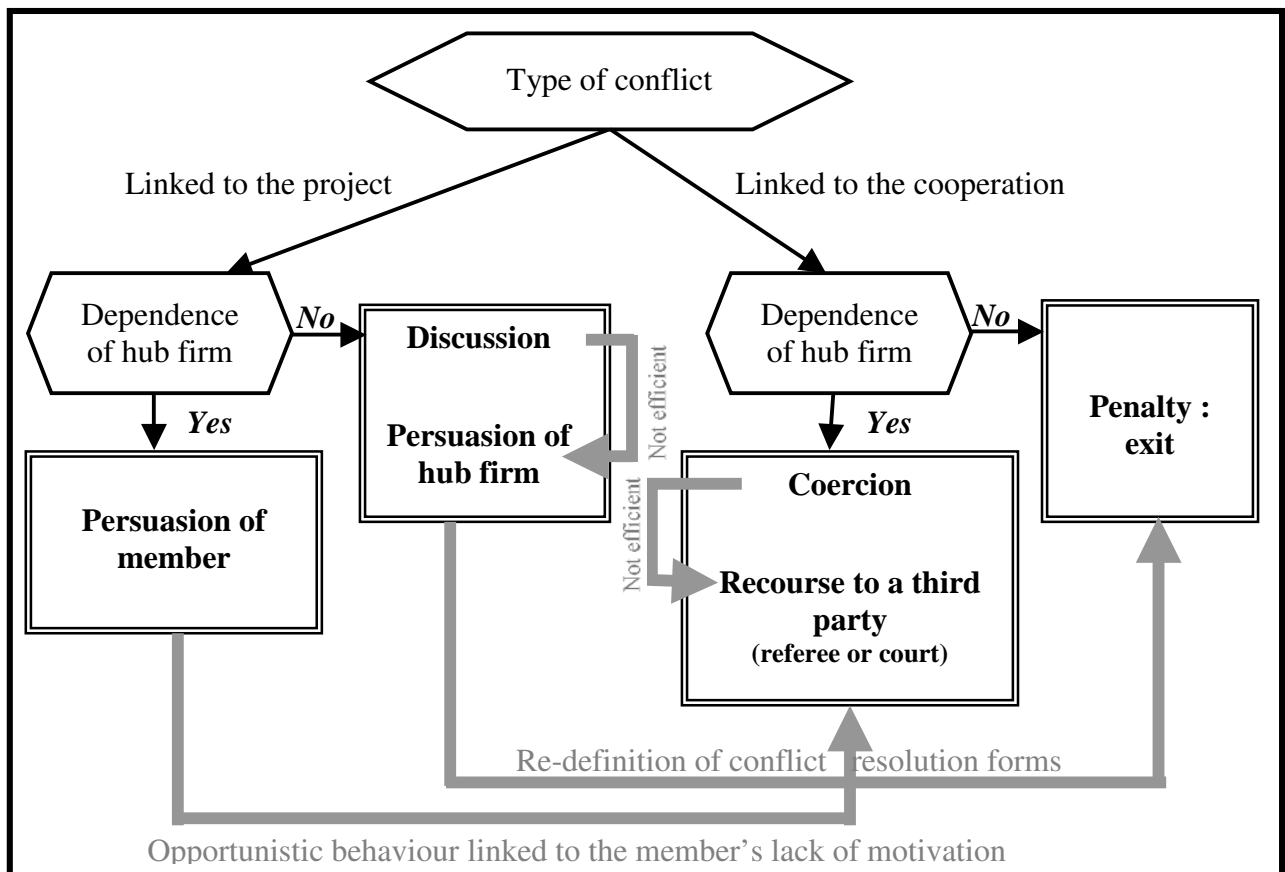 Type of conflict
Linked to the project
Linked to the cooperation
Dependence
of hub firm
No
Yes
Discussion
Persuasion of
hub firm
Not efficient
Persuasion of
member
Dependence
of hub firm
No
Yes
Penalty :
exit
Coercion
Not efficient
Recourse to a third
party
(referee or court)
Re-definition of conflict resolution forms
Opportunistic behaviour linked to the member’s lack of motivation